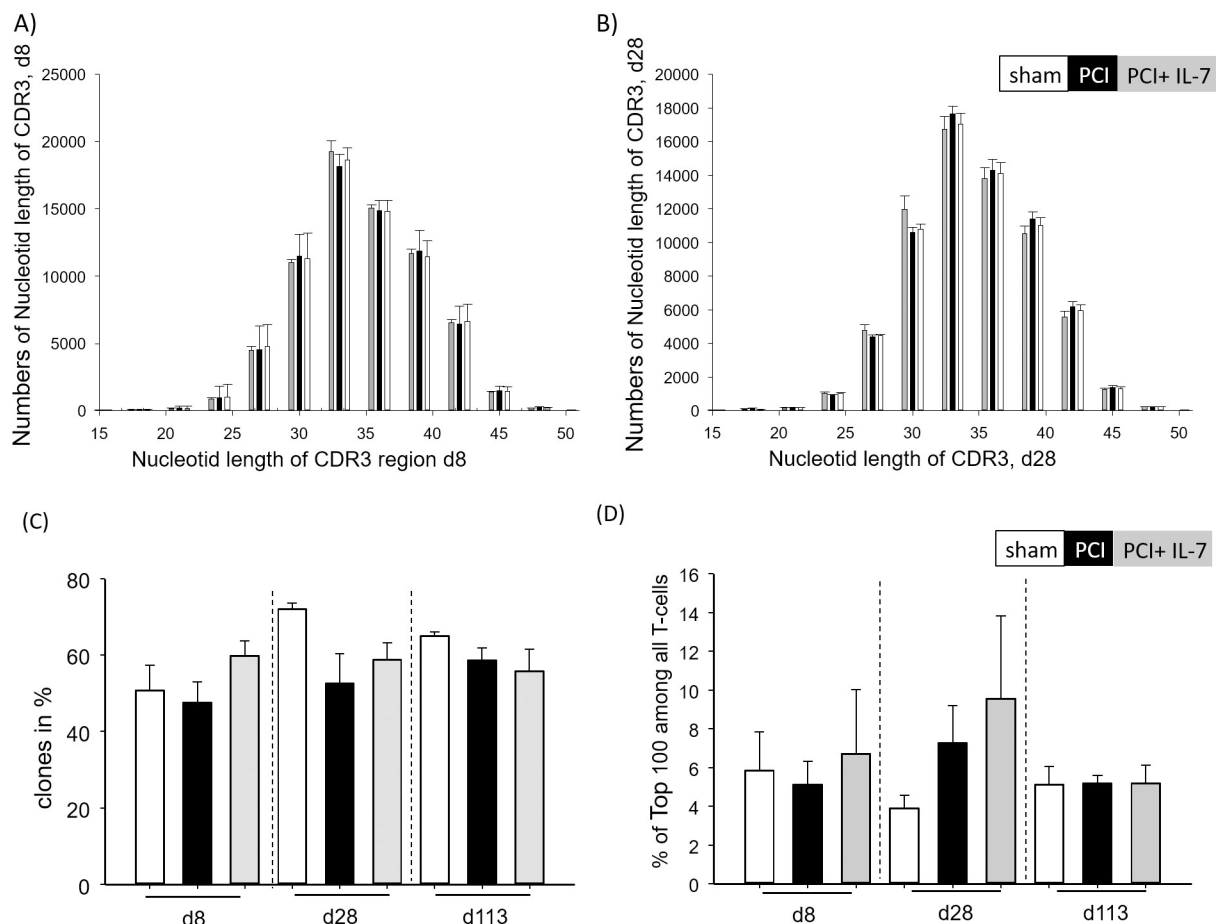 A)
Numbers of Nucleotid length of CDR3, d8
25000
20000
15000
10000
5000
0
15 20 25 30 35 40 45 50
Nucleotid length of CDR3 region d8
B)
Numbers of Nucleotid length of CDR3, d28
sham PCI PCI+ IL-7
20000
18000
16000
14000
12000
10000
8000
6000
4000
2000
0
15 20 25 30 35 40 45 50
Nucleotid length of CDR3, d28
(C)
clones in %
80
60
40
20
0
d8 d28 d113
(D)
sham PCI PCI+ IL-7
% of Top 100 among all T-cells
16
14
12
10
8
6
4
2
0
d8 d28 d113